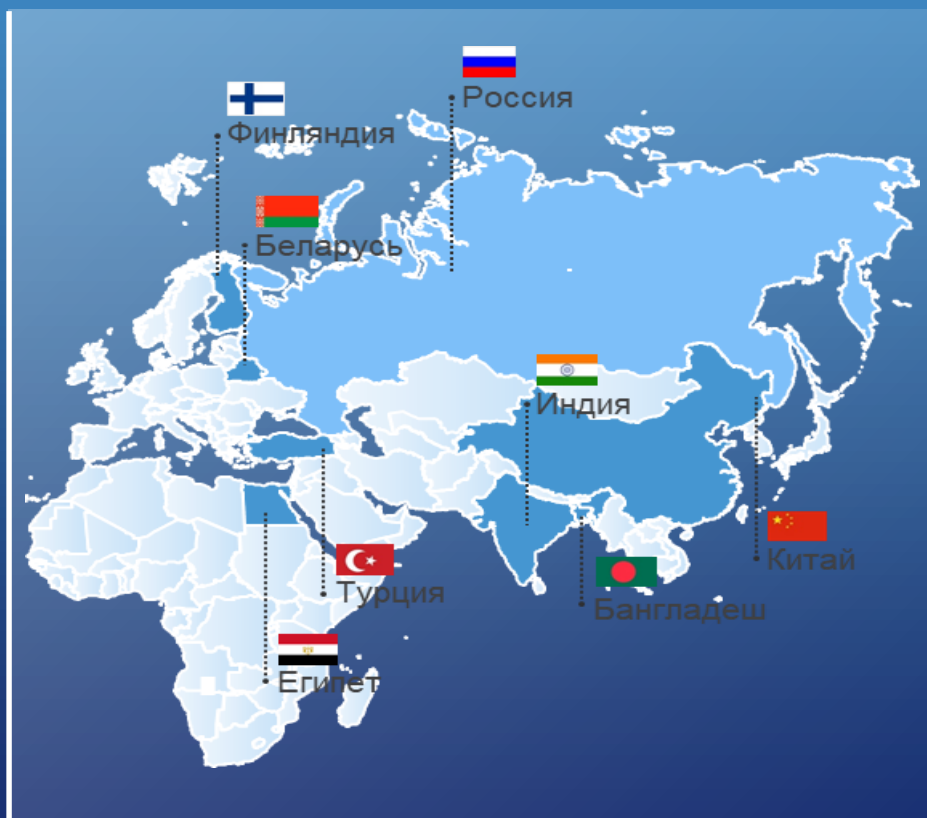 Россия
Финляндия
Беларусь
Индия
Китай
Турция
Бангладеш
Египет